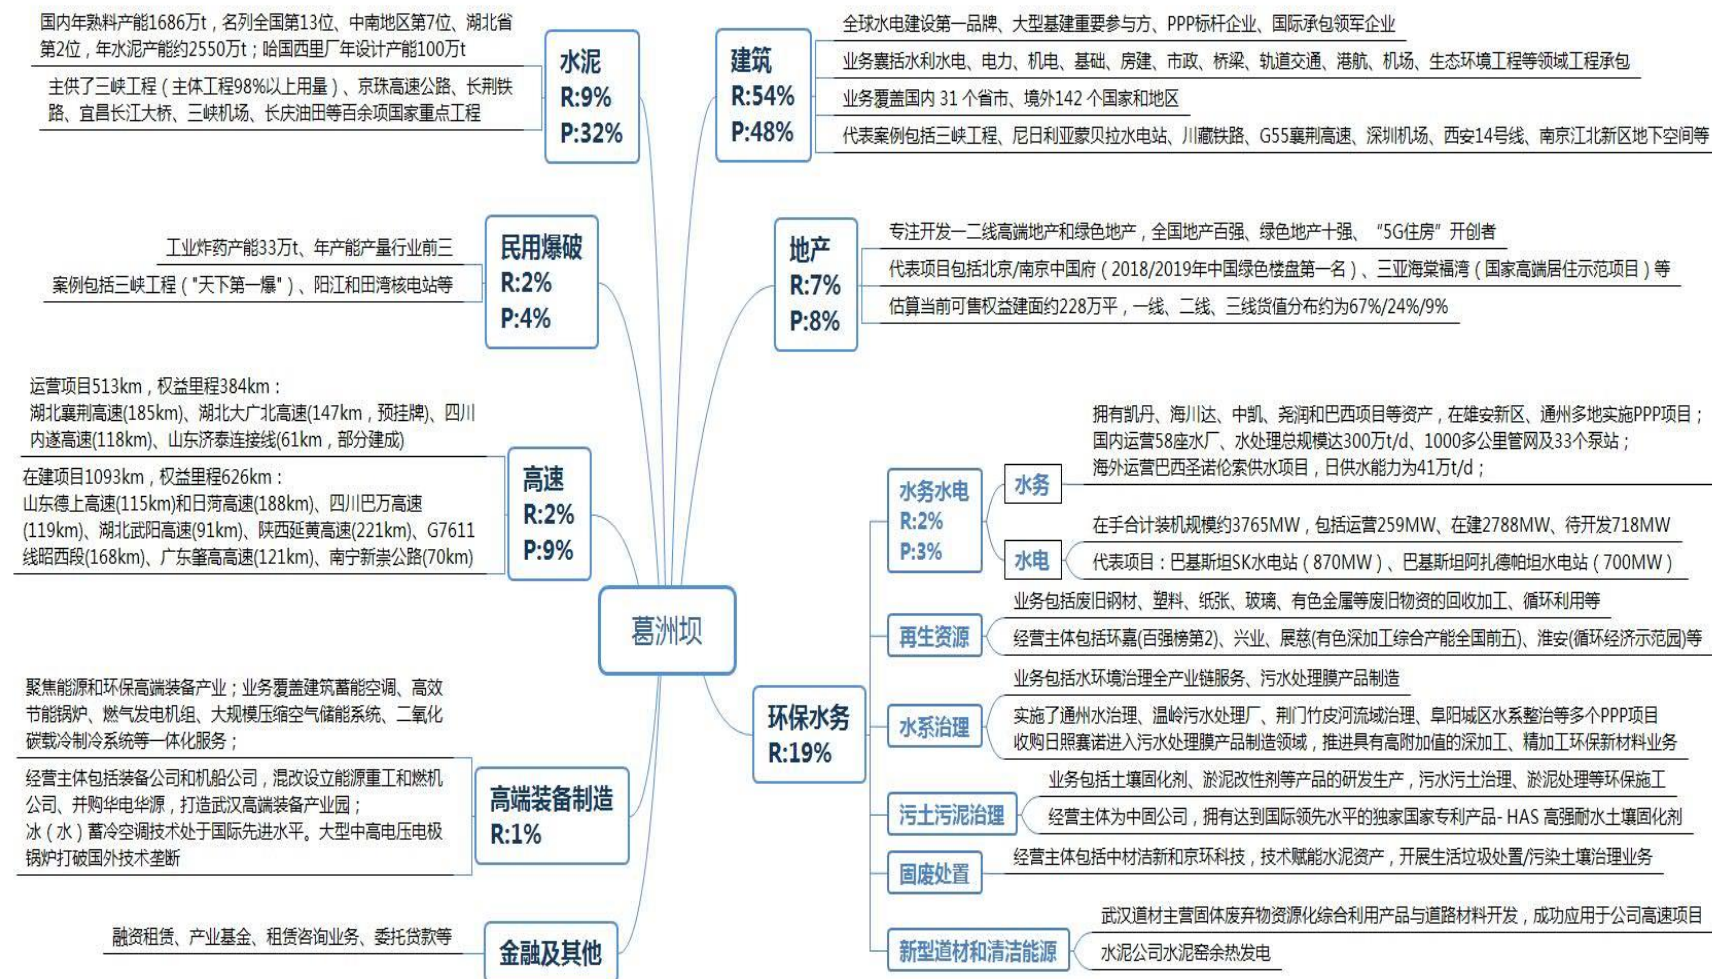 葛洲坝
水泥
R:9%
P:32%
国内年熟料产能1686万t，名列全国第13位、中南地区第7位、湖北省
第2位，年水泥产能约2550万t；哈国西里厂年设计产能100万t
主供了三峡工程（主体工程98%以上用量）、京珠高速公路、长荆铁
路、宜昌长江大桥、三峡机场、长庆油田等百余项国家重点工程
民用爆破
R:2%
P:4%
工业炸药产能33万t、年产能产量行业前三
案例包括三峡工程（"天下第一爆"）、阳江和田湾核电站等
高速
R:2%
P:9%
运营项目513km，权益里程384km：
湖北襄荆高速(185km)、湖北大广北高速(147km，预挂牌)、四川
内遂高速(118km)、山东济泰连接线(61km，部分建成)
在建项目1093km，权益里程626km：
山东德上高速(115km)和日菏高速(188km)、四川巴万高速
(119km)、湖北武阳高速(91km)、陕西延黄高速(221km)、G7611
线昭西段(168km)、广东肇高高速(121km)、南宁新崇公路(70km)
高端装备制造
R:1%
聚焦能源和环保高端装备产业；业务覆盖建筑蓄能空调、高效
节能锅炉、燃气发电机组、大规模压缩空气储能系统、二氧化
碳载冷制冷系统等一体化服务；
经营主体包括装备公司和机船公司，混改设立能源重工和燃机
公司、并购华电华源，打造武汉高端装备产业园；
冰（水）蓄冷空调技术处于国际先进水平。大型中高电压电极
锅炉打破国外技术垄断
金融及其他
融资租赁、产业基金、租赁咨询业务、委托贷款等
建筑
R:54%
P:48%
全球水电建设第一品牌、大型基建重要参与方、PPP标杆企业、国际承包领军企业
业务囊括水利水电、电力、机电、基础、房建、市政、桥梁、轨道交通、港航、机场、生态环境工程等领域工程承包
业务覆盖国内 31 个省市、境外142 个国家和地区
代表案例包括三峡工程、尼日利亚蒙贝拉水电站、川藏铁路、G55襄荆高速、深圳机场、西安14号线、南京江北新区地下空间等
地产
R:7%
P:8%
专注开发一二线高端地产和绿色地产，全国地产百强、绿色地产十强、“5G住房”开创者
代表项目包括北京/南京中国府（2018/2019年中国绿色楼盘第一名）、三亚海棠福湾（国家高端居住示范项目）等
估算当前可售权益建面约228万平，一线、二线、三线货值分布约为67%/24%/9%
环保水务
R:19%
水务水电
R:2%
P:3%
水务
拥有凯丹、海川达、中凯、尧润和巴西项目等资产，在雄安新区、通州多地实施PPP项目；
国内运营58座水厂、水处理总规模达300万t/d、1000多公里管网及33个泵站；
海外运营巴西圣诺伦索供水项目，日供水能力为41万t/d；
水电
在手合计装机规模约3765MW，包括运营259MW、在建2788MW、待开发718MW
代表项目：巴基斯坦SK水电站（870MW）、巴基斯坦阿扎德帕坦水电站（700MW）
再生资源
业务包括废旧钢材、塑料、纸张、玻璃、有色金属等废旧物资的回收加工、循环利用等
经营主体包括环嘉(百强榜第2)、兴业、展慈(有色深加工综合产能全国前五)、淮安(循环经济示范园)等
水系治理
业务包括水环境治理全产业链服务、污水处理膜产品制造
实施了通州水治理、温岭污水处理厂、荆门竹皮河流域治理、阜阳城区水系整治等多个PPP项目
收购日照赛诺进入污水处理膜产品制造领域，推进具有高附加值的深加工、精加工环保新材料业务
污土污泥治理
业务包括土壤固化剂、淤泥改性剂等产品的研发生产，污水污土治理、淤泥处理等环保施工
经营主体为中固公司，拥有达到国际领先水平的独家国家专利产品- HAS 高强耐水土壤固化剂
固废处置
经营主体包括中材洁新和京环科技，技术赋能水泥资产，开展生活垃圾处置/污染土壤治理业务
新型道材和清洁能源
武汉道材主营固体废弃物资源化综合利用产品与道路材料开发，成功应用于公司高速项目
水泥公司水泥窑余热发电